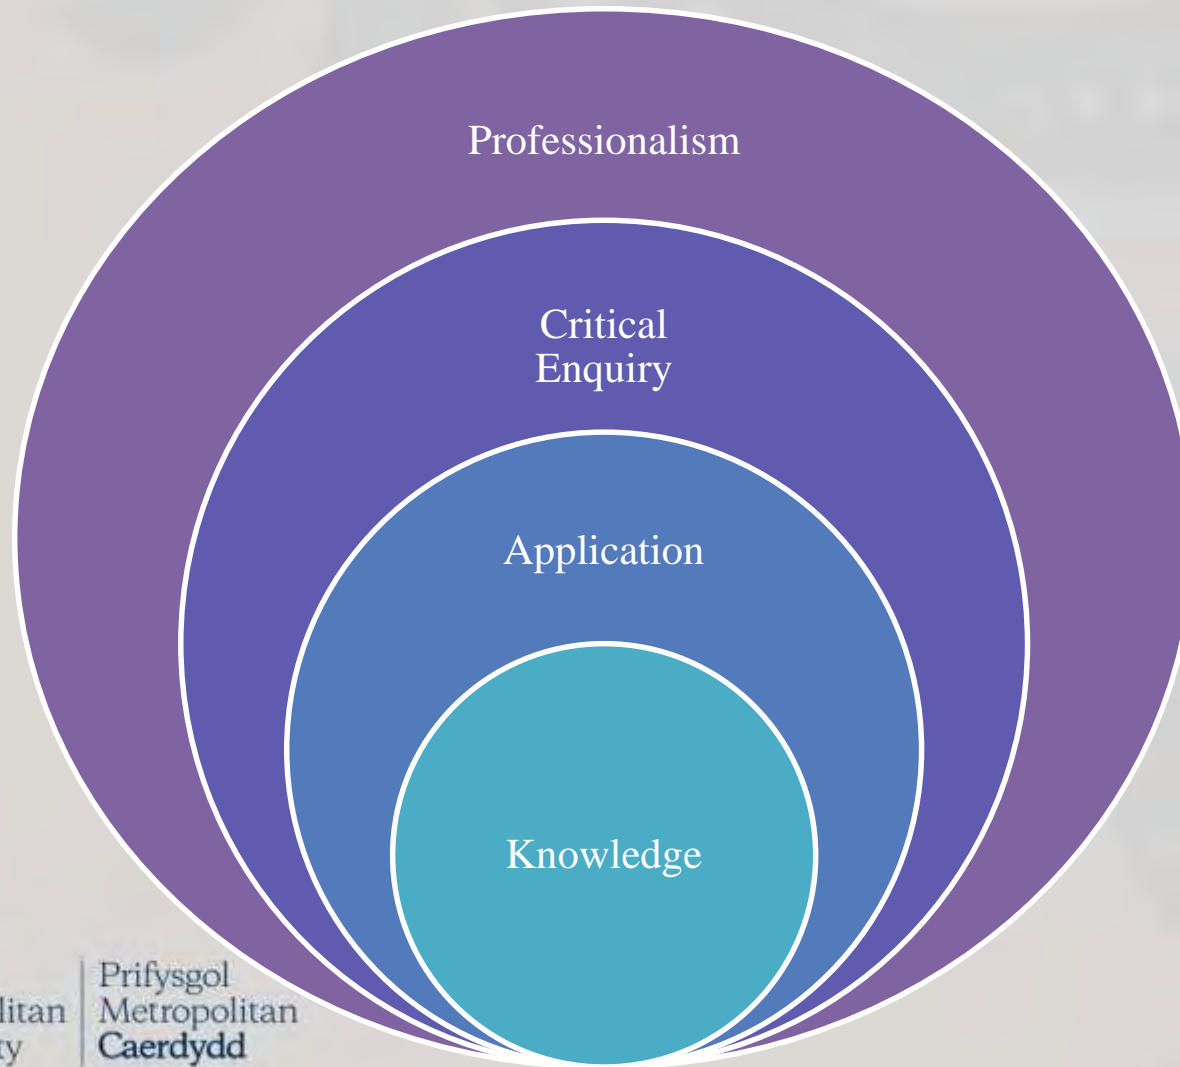 Professionalism
Critical
Enquiry
Application
Knowledge
Prifysgol
Metropolitan
Caerdydd